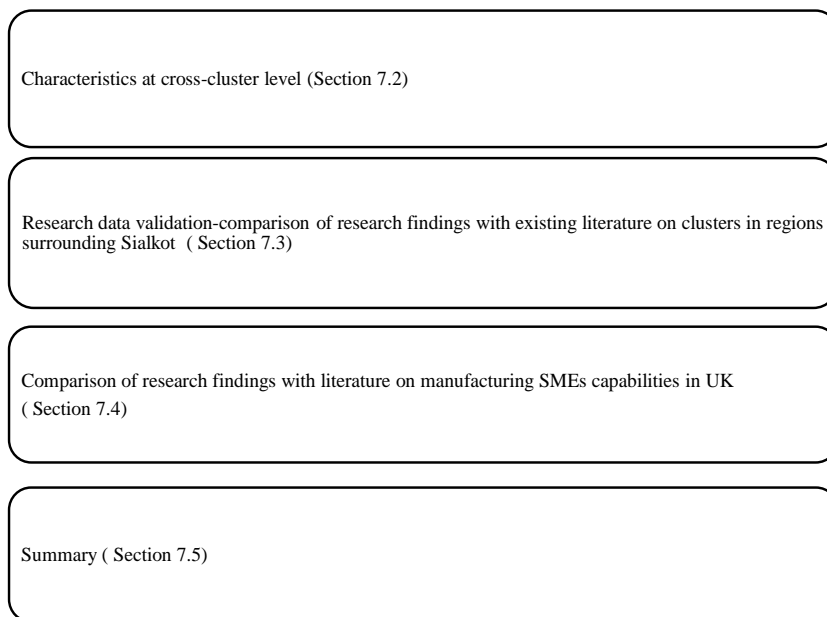 Characteristics at cross-cluster level (Section 7.2)
Research data validation-comparison of research findings with existing literature on clusters in regions
surrounding Sialkot  ( Section 7.3)
Comparison of research findings with literature on manufacturing SMEs capabilities in UK
( Section 7.4)
Summary ( Section 7.5)